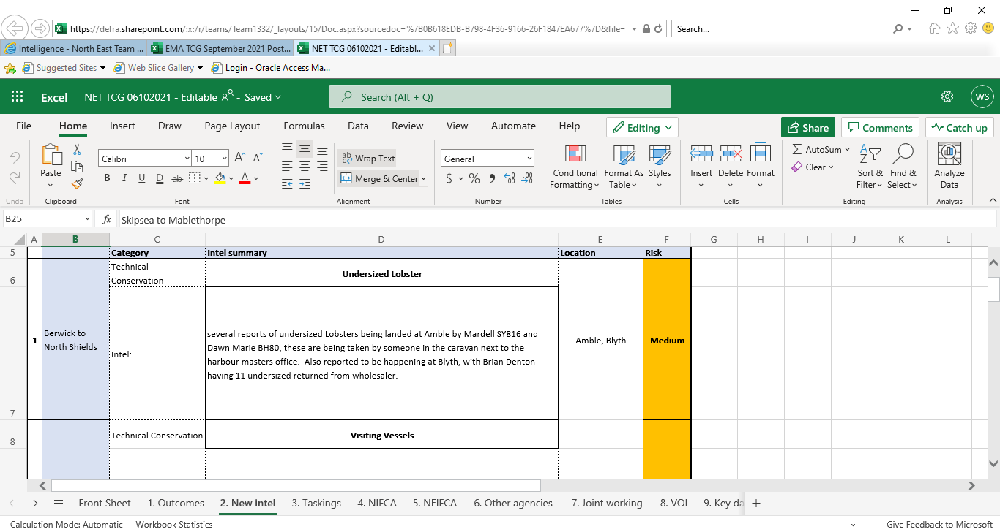 https://defra.sharepoint.com/:x:/r/teams/Team1332/_layouts/15/Doc.aspx?sourcedoc=%7B0B618EDB-B798-4F36-9166-26F1847EA677%7D&file=
Search...
Intelligence - North East Team ...
EMA TCG September 2021 Post...
NET TCG 06102021 - Editabl...
Suggested Sites
Web Slice Gallery
Login - Oracle Access Ma...
Excel
NET TCG 06102021 - Editable
- Saved
Search (Alt + Q)
WS
File Home Insert Draw Page Layout Formulas Data Review View Automate Help
Editing
Share
Comments
Catch up
Paste
Calibri
10
Wrap Text
General
AutoSum
B I U D ab A
Merge & Center
$ % 9 .00
Clear
Conditional Formatting
Format As Table
Styles
Insert Delete Format
Sort & Filter
Find & Select
Analyze Data
Undo Clipboard Font Alignment Number Tables Cells Editing Analysis
B25
fx
Skipsea to Mablethorpe
A B C D E F G H I J K L
5 Category Intel summary Location Risk
6 Technical Conservation Undersized Lobster
1
Berwick to
North Shields
Intel:
several reports of undersized Lobsters being landed at Amble by Mardell SY816 and
Dawn Marie BH80, these are being taken by someone in the caravan next to the
harbour masters office. Also reported to be happening at Blyth, with Brian Denton
having 11 undersized returned from wholesaler.
Amble, Blyth
Medium
7
8 Technical Conservation Visiting Vessels
Front Sheet 1. Outcomes 2. New intel 3. Taskings 4. NIFCA 5. NEIFCA 6. Other agencies 7. Joint working 8. VOI 9. Key da
Calculation Mode: Automatic Workbook Statistics
Give Feedback to Microsoft